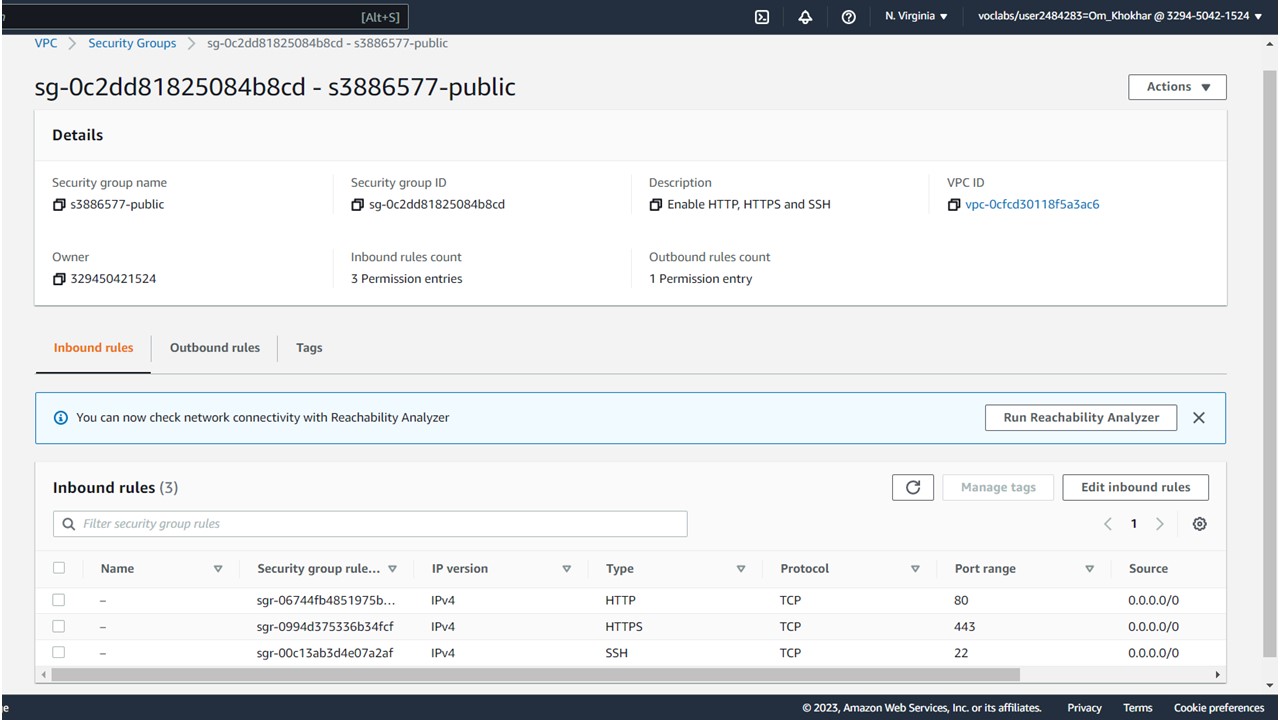 [Alt+S] N. Virginia voclabs/user2484283=Om_Khokhar @ 3294-5042-1524
VPC Security Groups sg-0c2dd81825084b8cd - s3886577-public
sg-0c2dd81825084b8cd - s3886577-public Actions
Details
Security group name Security group ID Description VPC ID
s3886577-public sg-0c2dd81825084b8cd Enable HTTP, HTTPS and SSH vpc-0cfcd30118f5a3ac6
Owner Inbound rules count Outbound rules count
329450421524 3 Permission entries 1 Permission entry
Inbound rules Outbound rules Tags
You can now check network connectivity with Reachability Analyzer Run Reachability Analyzer
Inbound rules (3) Manage tags Edit inbound rules
Filter security group rules 1
Name Security group rule... IP version Type Protocol Port range Source
– sgr-06744fb4851975b... IPv4 HTTP TCP 80 0.0.0.0/0
– sgr-0994d375336b34fcf IPv4 HTTPS TCP 443 0.0.0.0/0
– sgr-00c13ab3d4e07a2af IPv4 SSH TCP 22 0.0.0.0/0
© 2023, Amazon Web Services, Inc. or its affiliates. Privacy Terms Cookie preferences